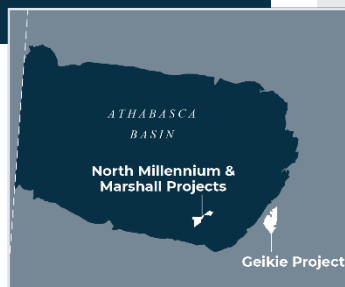 ATHABASCA
BASIN
North Millennium &
Marshall Projects
Geikie Project